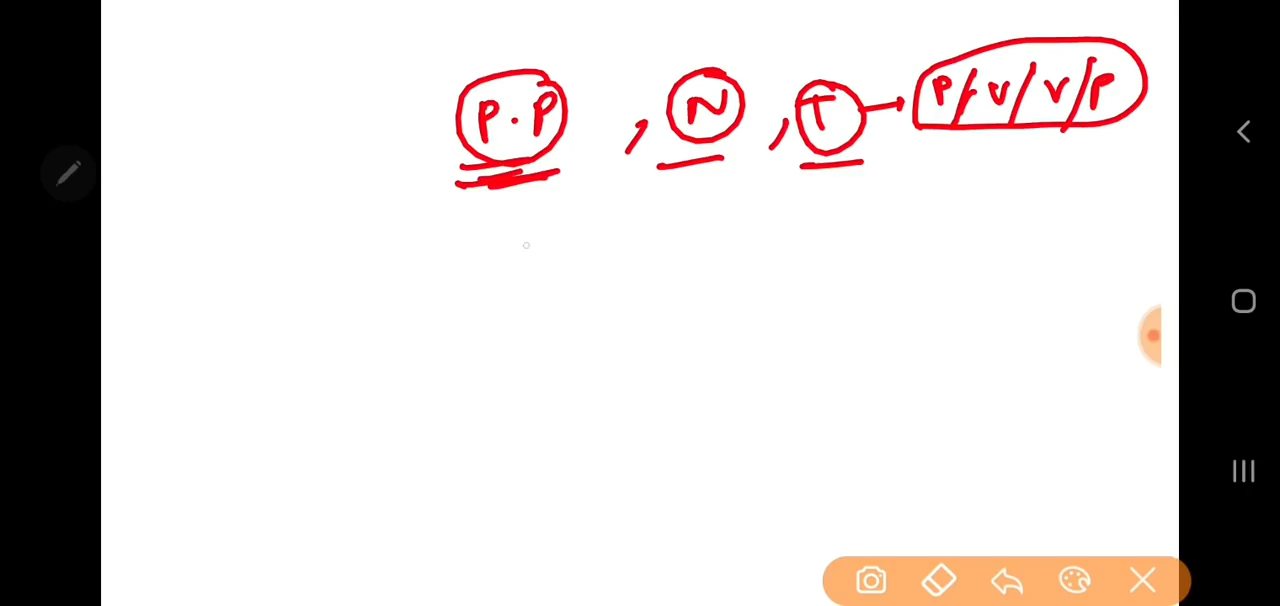 P.P , N , T → P/V/V/P